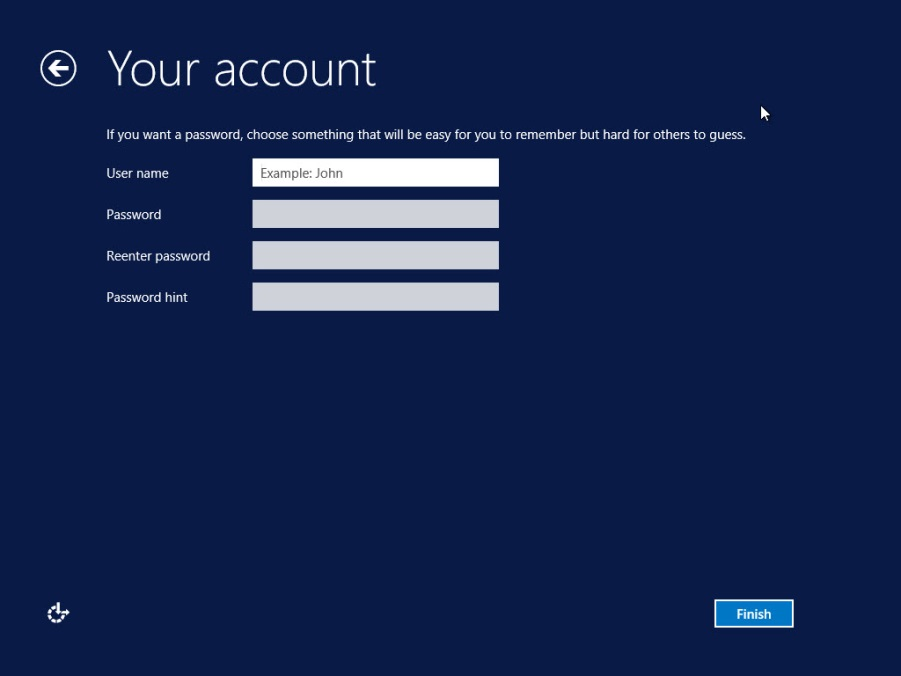 Your account
If you want a password, choose something that will be easy for you to remember but hard for others to guess.
User name
Example: John
Password
Reenter password
Password hint
Finish